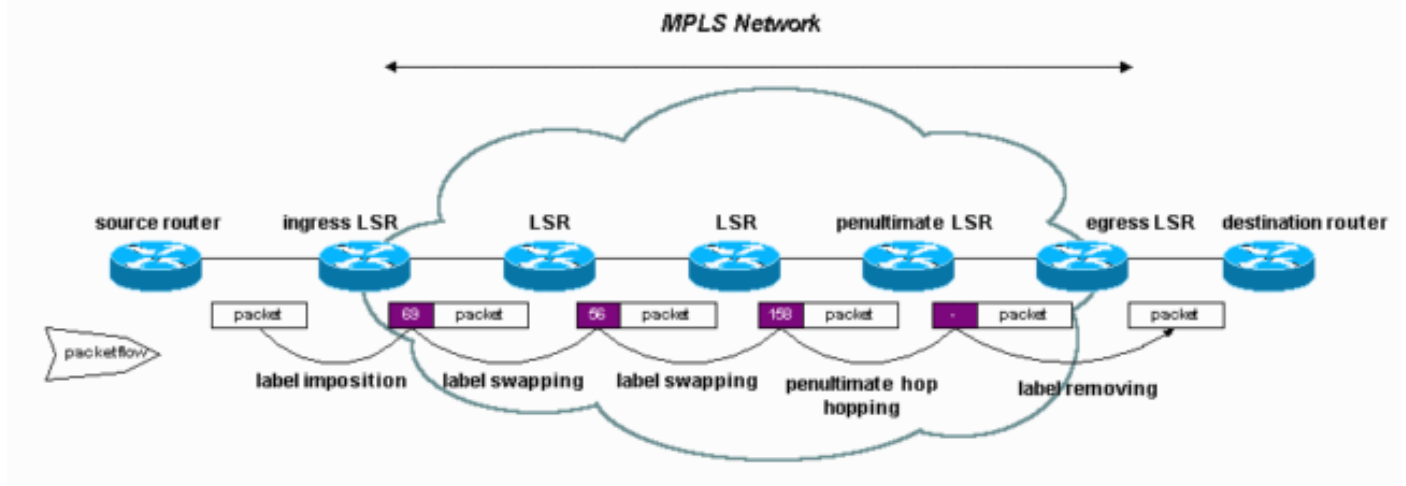 MPLS Network
source router
ingress LSR
LSR
LSR
penultimate LSR
egress LSR
destination router
packet
69 packet
56 packet
158 packet
- packet
packet
packetflow
label imposition
label swapping
label swapping
penultimate hop
hopping
label removing